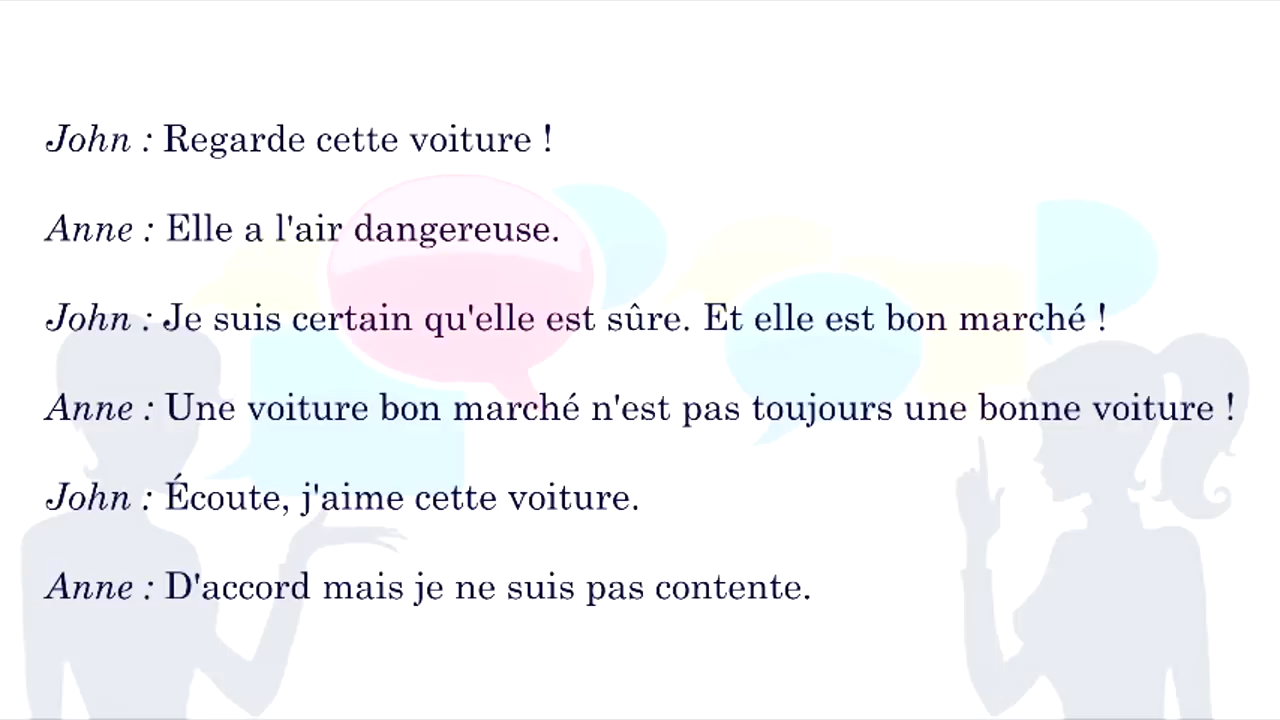 John : Regarde cette voiture !
Anne : Elle a l'air dangereuse.
John : Je suis certain qu'elle est sûre. Et elle est bon marché !
Anne : Une voiture bon marché n'est pas toujours une bonne voiture !
John : Écoute, j'aime cette voiture.
Anne : D'accord mais je ne suis pas contente.